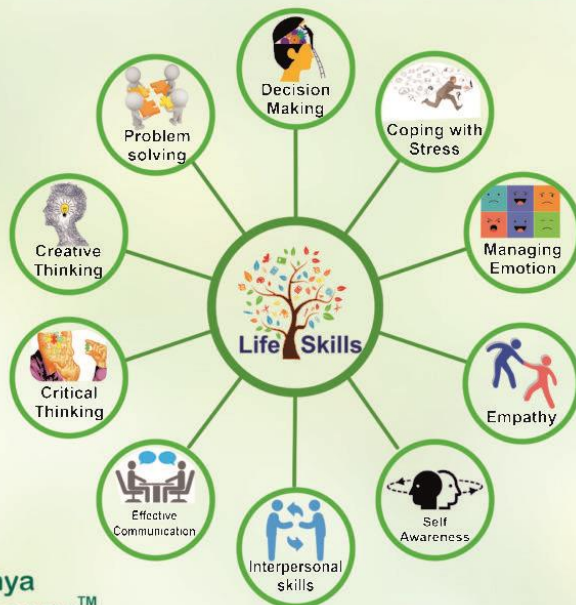 Decision
Making
Problem
solving
Coping with
Stress
Creative
Thinking
Managing
Emotion
Life Skills
Critical
Thinking
Empathy
Effective
Communication
Self
Awareness
Interpersonal
skills
nya
TM